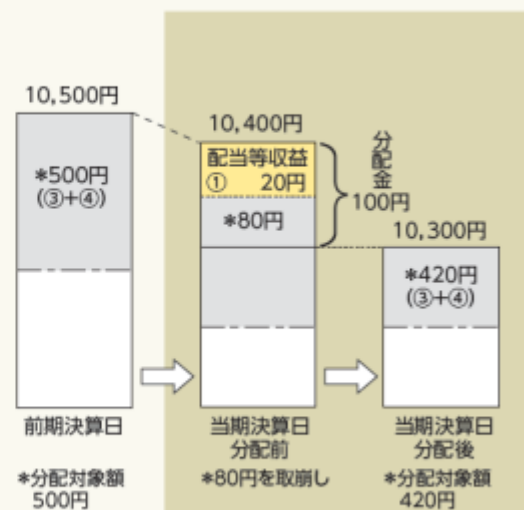 10,500円
*500円
(③+④)
前期決算日
*分配対象額
500円
10,400円
配当等収益
① 20円
*80円
分配金
100円
当期決算日
分配前
*80円を取崩し
10,300円
*420円
(③+④)
当期決算日
分配後
*分配対象額
420円